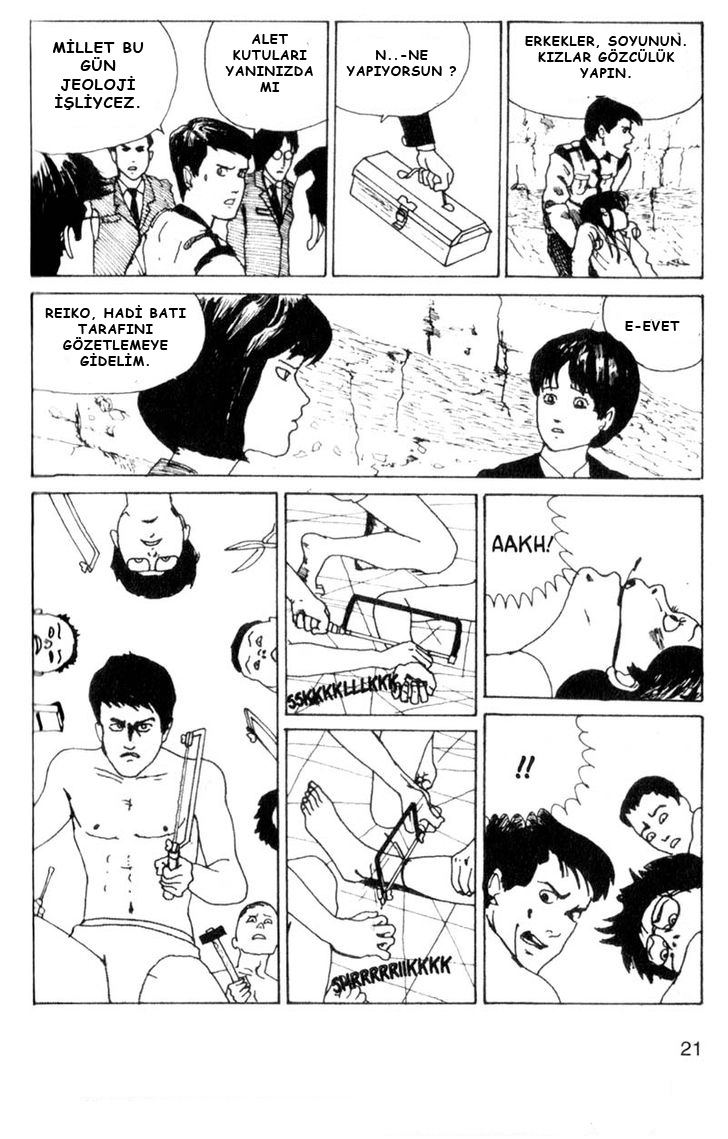 MİLLET BU
GÜN
JEOLOJİ
İŞLİYCEZ.
ALET
KUTULARI
YANINIZDA
MI
N..-NE
YAPIYORSUN ?
ERKEKLER, SOYUNUN.
KIZLAR GÖZCÜLÜK
YAPIN.
REIKO, HADİ BATI
TARAFINI
GÖZETLEMEYE
GİDELİM.
E-EVET
SSKKKKLLLKKK
AAKH!
SHRRRRRIIKKKK
!!
21